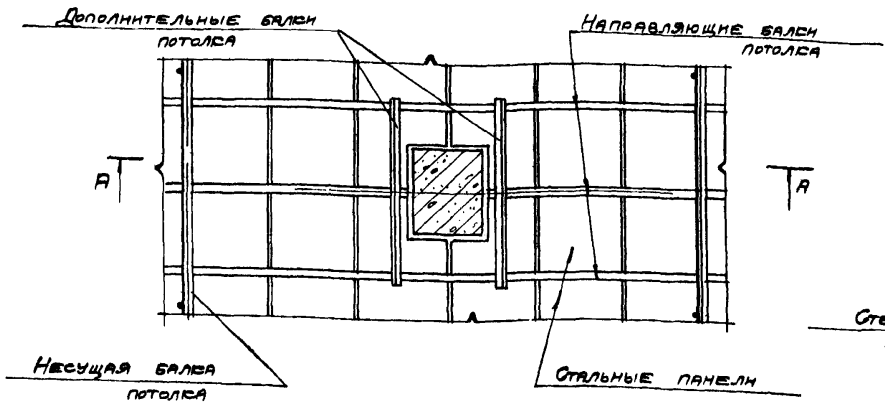 Дополнительные балки
потолка
Направляющие балки
потолка
А
А
Сте
Несущая балка
потолка
Стальные панели